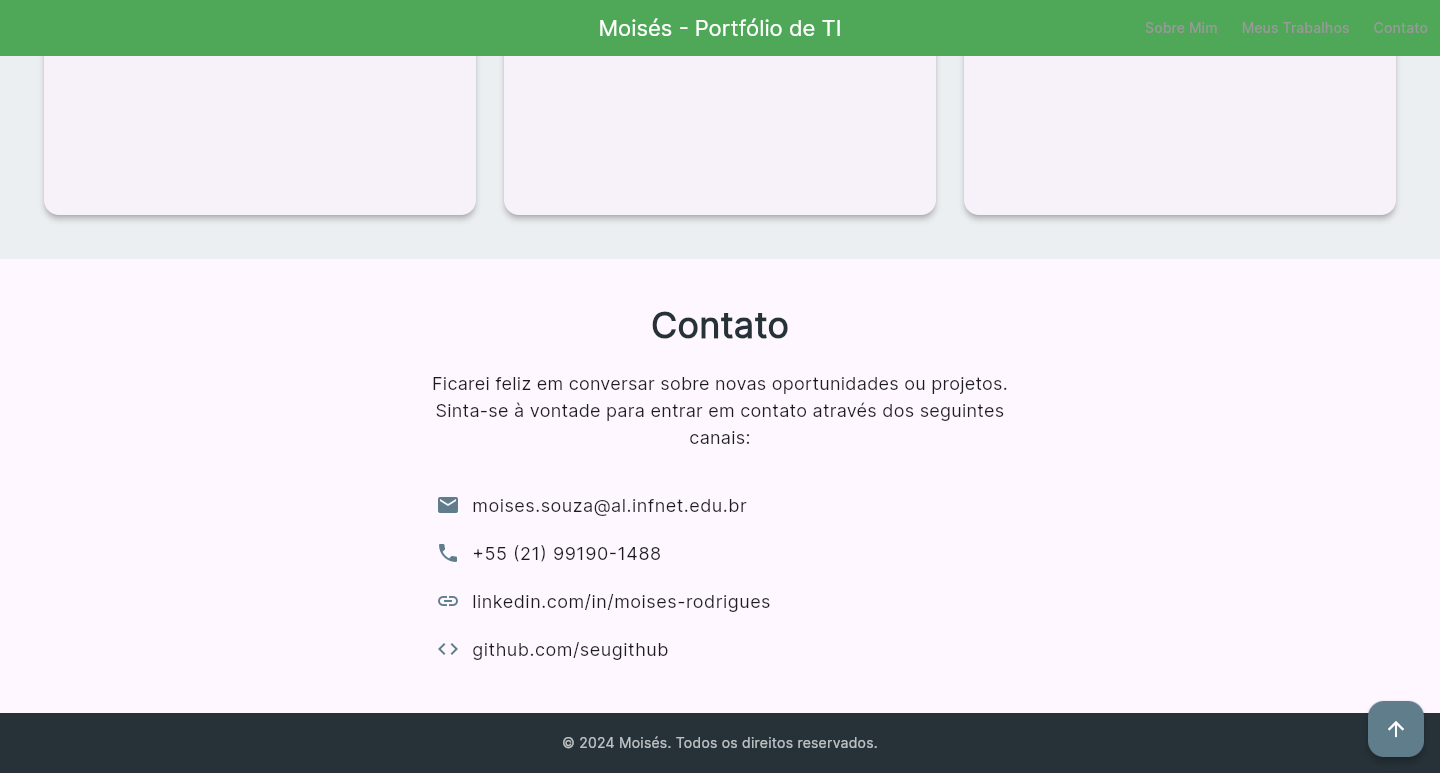 Moisés - Portfólio de TI
Sobre Mim
Meus Trabalhos
Contato
Contato
Ficarei feliz em conversar sobre novas oportunidades ou projetos.
Sinta-se à vontade para entrar em contato através dos seguintes
canais:
moises.souza@al.infnet.edu.br
+55 (21) 99190-1488
linkedin.com/in/moises-rodrigues
github.com/seugithub
© 2024 Moisés. Todos os direitos reservados.